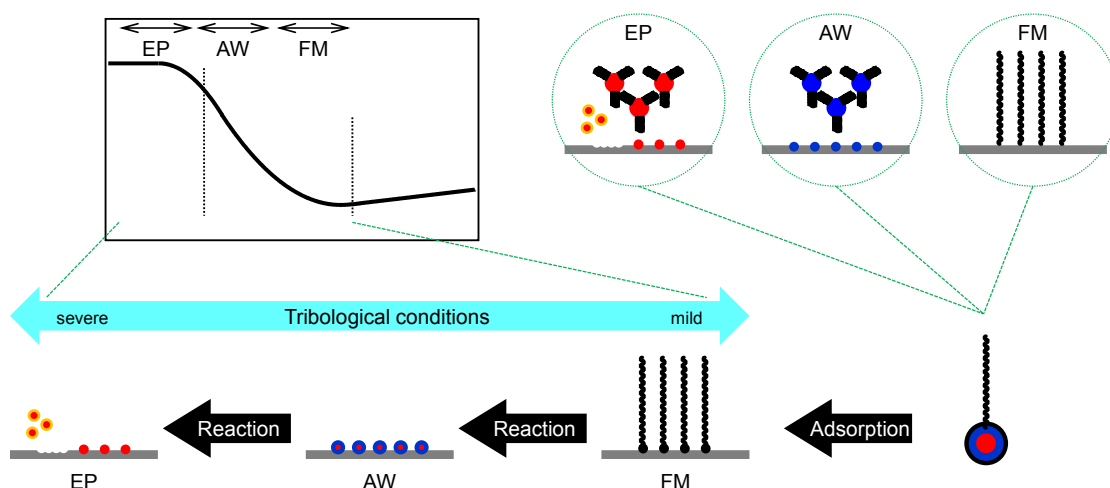 EP
AW
FM
EP
AW
FM
severe
Tribological conditions
mild
Reaction
Reaction
Adsorption
EP
AW
FM